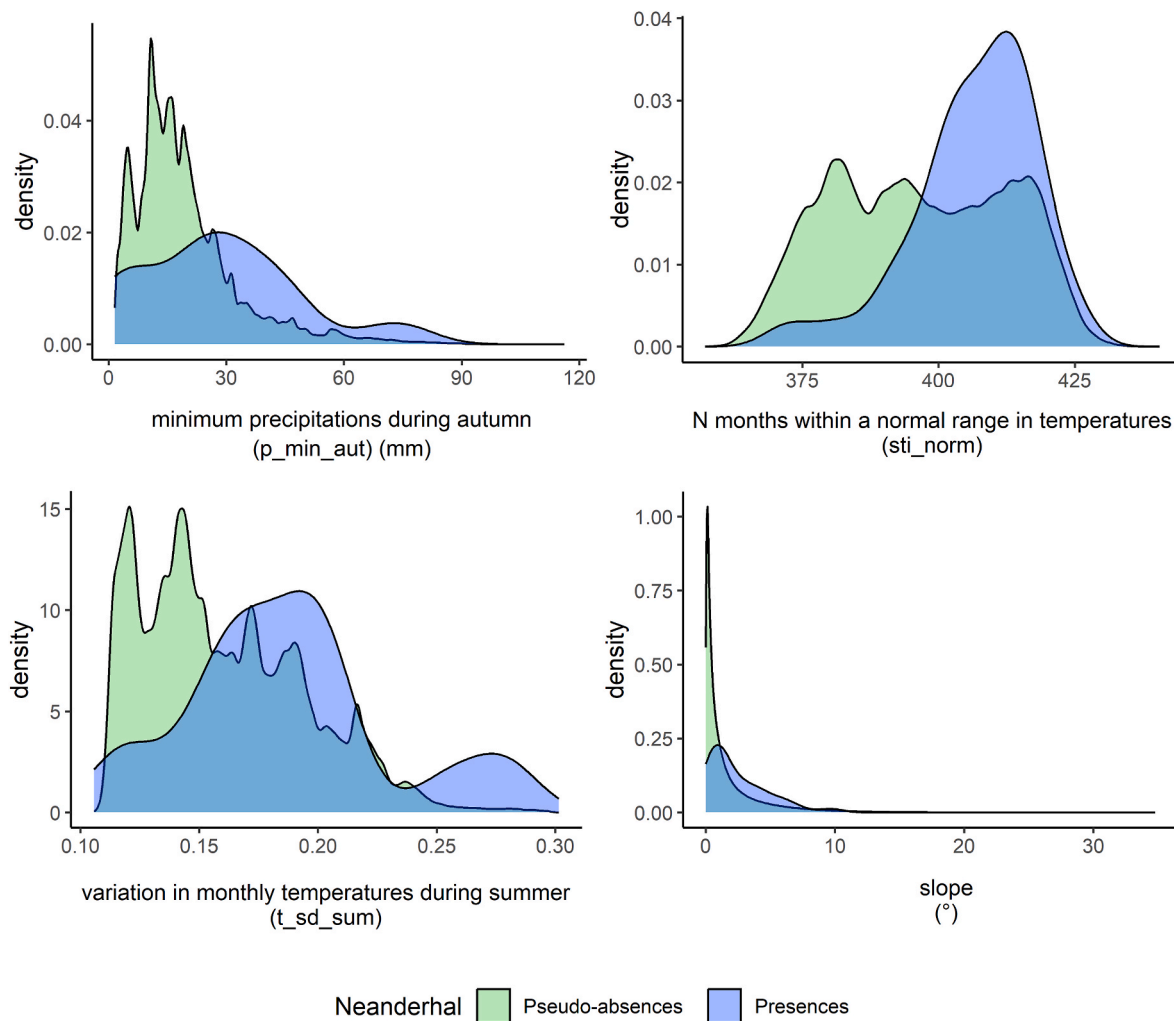 0.04
0.02
0.00
density
0
30
60
90
120
minimum precipitations during autumn
(p_min_aut) (mm)
0.04
0.03
0.02
0.01
0.00
density
375
400
425
N months within a normal range in temperatures
(sti_norm)
15
10
5
0
density
0.10
0.15
0.20
0.25
0.30
variation in monthly temperatures during summer
(t_sd_sum)
1.00
0.75
0.50
0.25
0.00
density
0
10
20
30
slope
(°)
Neanderhal Pseudo-absences Presences